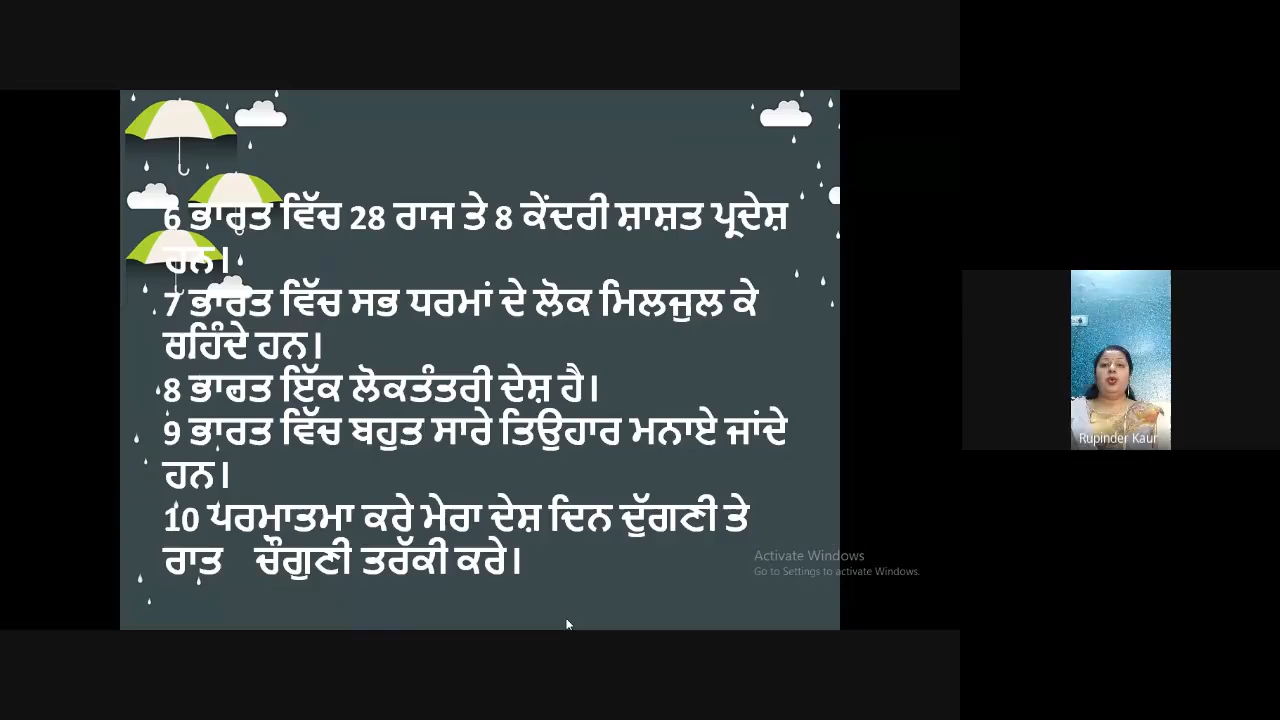 6 ਭਾਰਤ ਵਿੱਚ 28 ਰਾਜ ਤੇ 8 ਕੇਂਦਰੀ ਸ਼ਾਸ਼ਤ ਪ੍ਰਦੇਸ਼
ਹਨ।
7 ਭਾਰਤ ਵਿੱਚ ਸਭ ਧਰਮਾਂ ਦੇ ਲੋਕ ਮਿਲਜੁਲ ਕੇ
ਰਹਿੰਦੇ ਹਨ।
8 ਭਾਰਤ ਇੱਕ ਲੋਕਤੰਤਰੀ ਦੇਸ਼ ਹੈ।
9 ਭਾਰਤ ਵਿੱਚ ਬਹੁਤ ਸਾਰੇ ਤਿਉਹਾਰ ਮਨਾਏ ਜਾਂਦੇ
ਹਨ।
10 ਪਰਮਾਤਮਾ ਕਰੇ ਮੇਰਾ ਦੇਸ਼ ਦਿਨ ਦੁੱਗਣੀ ਤੇ
ਰਾਤ ਚੌਗੁਣੀ ਤਰੱਕੀ ਕਰੇ।
Activate Windows
Go to Settings to activate Windows.
Rupinder Kaur